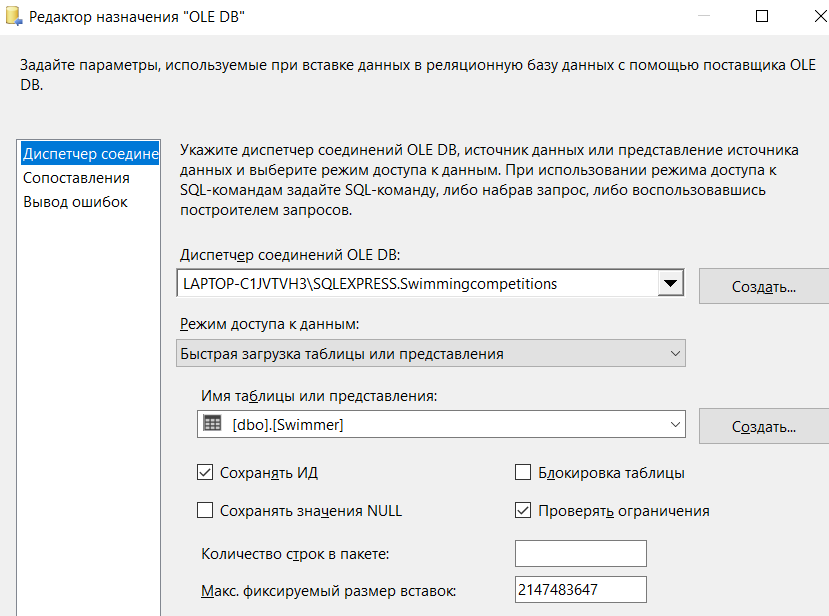 Редактор назначения "OLE DB"
Задайте параметры, используемые при вставке данных в реляционную базу данных с помощью поставщика OLE
DB.
Диспетчер соедине
Сопоставления
Вывод ошибок
Укажите диспетчер соединений OLE DB, источник данных или представление источника
данных и выберите режим доступа к данным. При использовании режима доступа к
SQL-командам задайте SQL-команду, либо набрав запрос, либо воспользовавшись
построителем запросов.
Диспетчер соединений OLE DB:
LAPTOP-C1JVTVH3\SQLEXPRESS.Swimmingcompetitions
Создать...
Режим доступа к данным:
Быстрая загрузка таблицы или представления
Имя таблицы или представления:
[dbo].[Swimmer]
Создать...
Сохранять ИД
Блокировка таблицы
Сохранять значения NULL
Проверять ограничения
Количество строк в пакете:
Макс. фиксируемый размер вставок:
2147483647